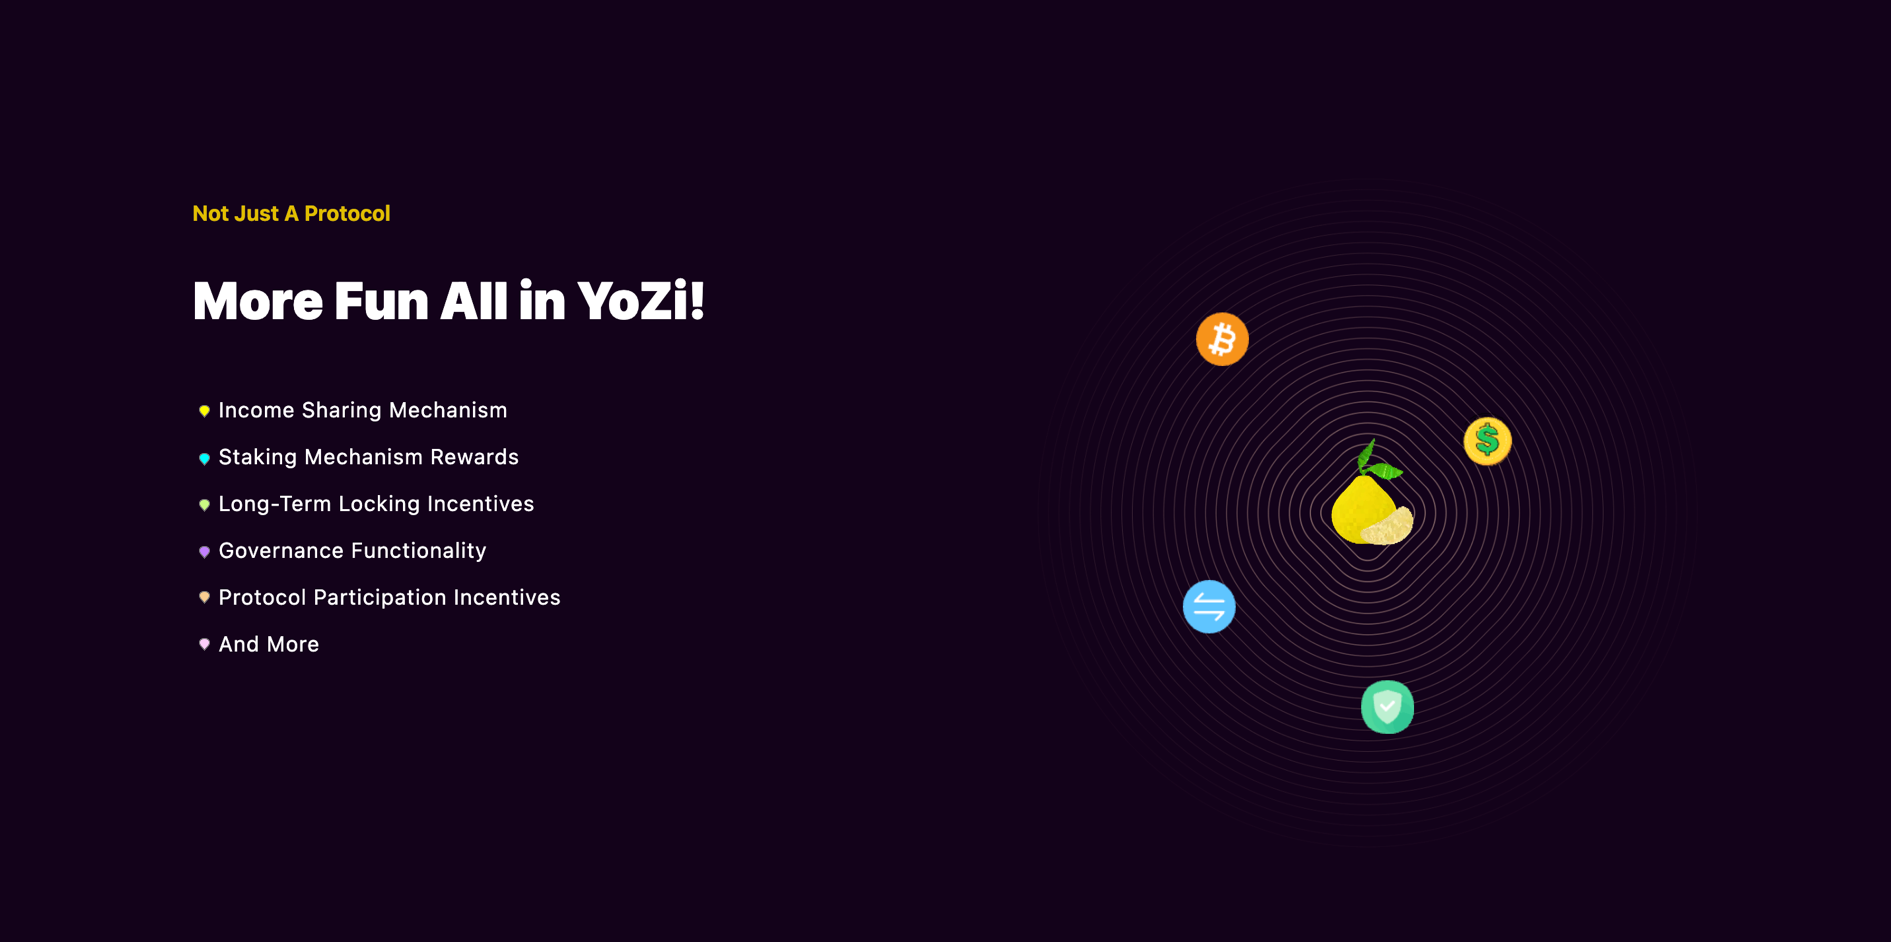 Not Just A Protocol
More Fun All in YoZi!
Income Sharing Mechanism
Staking Mechanism Rewards
Long-Term Locking Incentives
Governance Functionality
Protocol Participation Incentives
And More